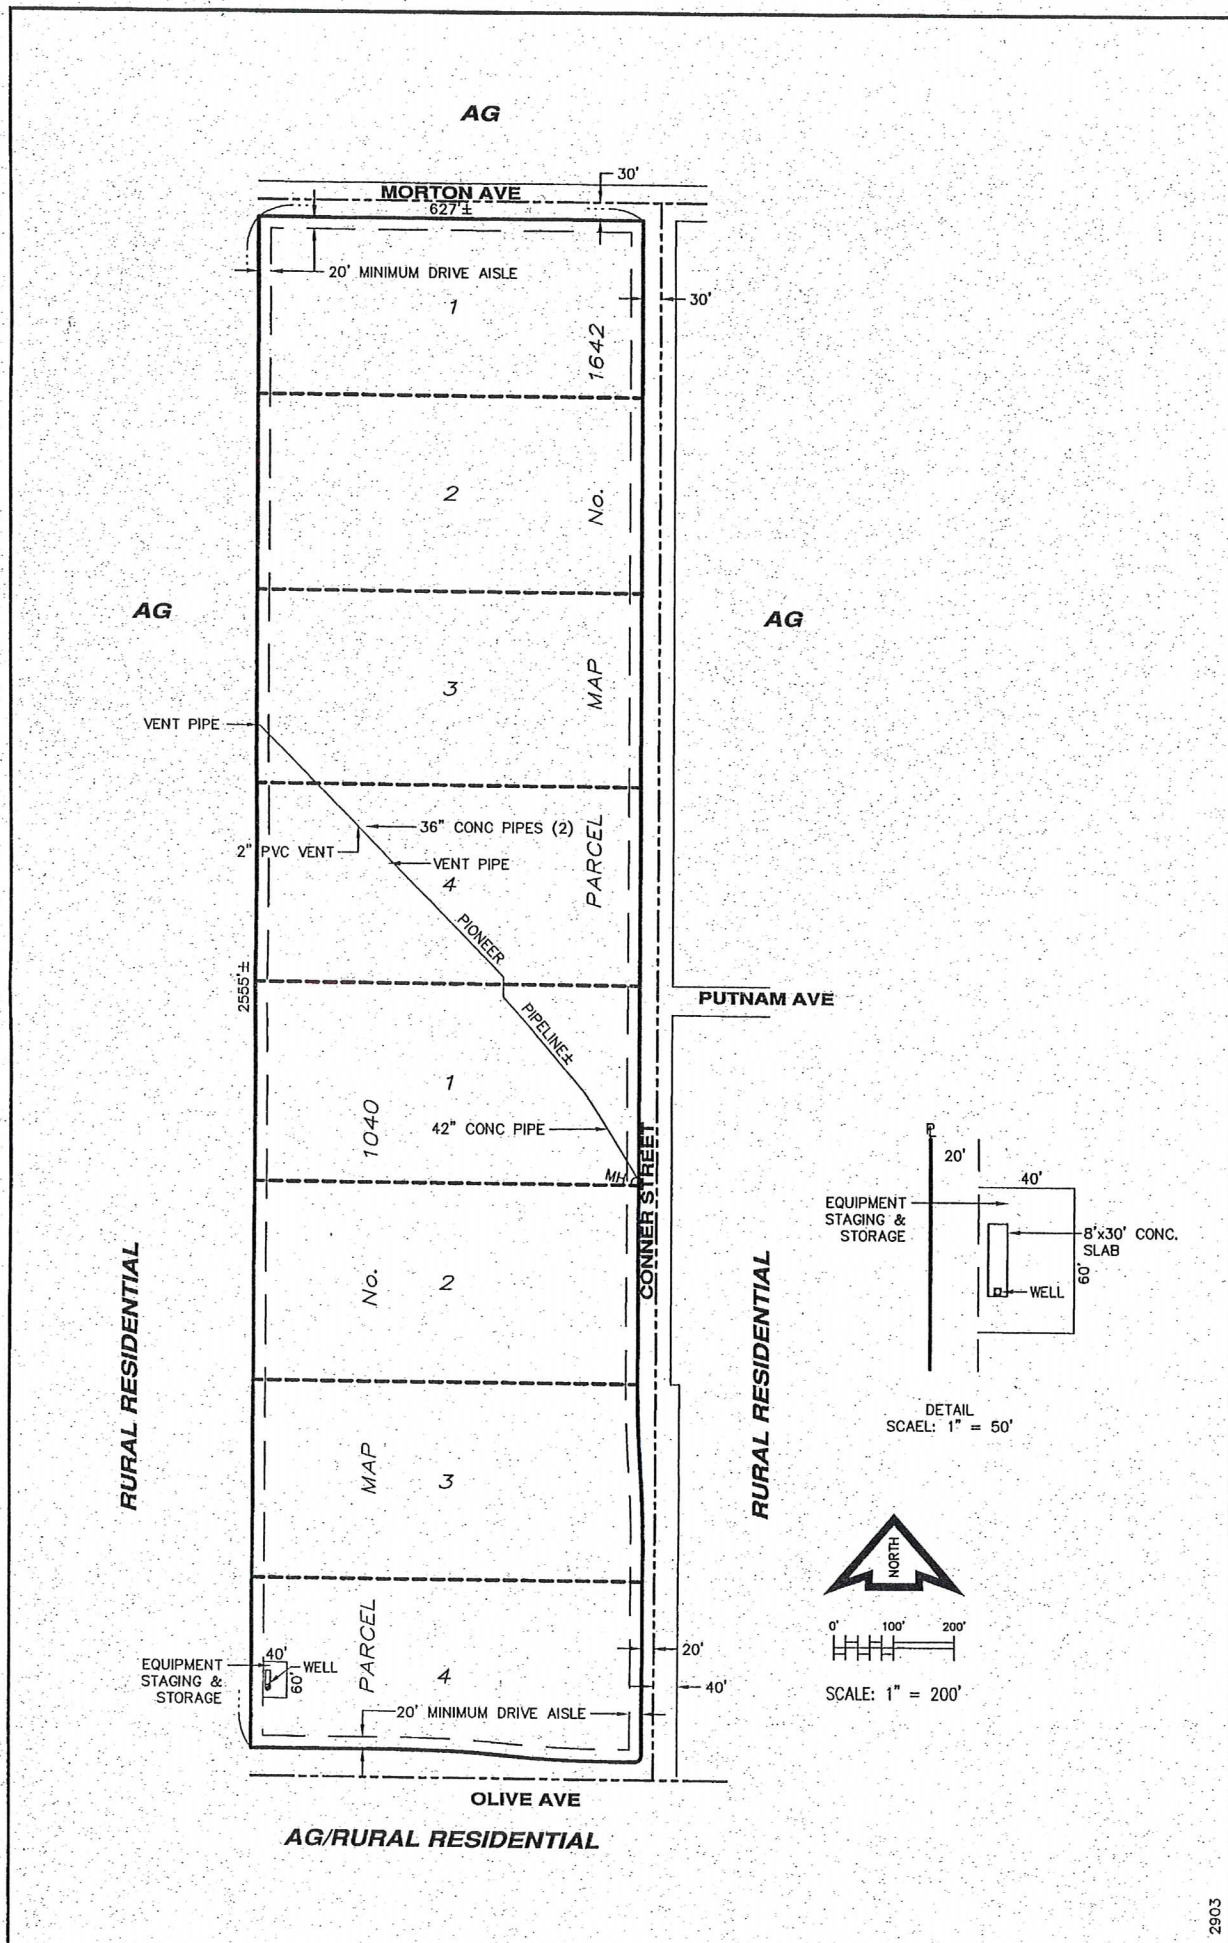 AG
30'
MORTON AVE
627'±
20' MINIMUM DRIVE AISLE
1
30'
1642
2
No.
AG
AG
3
MAP
VENT PIPE
36" CONC PIPES (2)
2" PVC VENT
VENT PIPE
4
PARCEL
PIONEER
2555'±
PUTNAM AVE
PIPELINE±
1
1040
42" CONC PIPE
MH
CONNER STREET
PL
20'
40'
EQUIPMENT
STAGING &
STORAGE
8'x30' CONC.
SLAB
60'
WELL
DETAIL
SCAEL: 1" = 50'
RURAL RESIDENTIAL
No.
2
RURAL RESIDENTIAL
MAP
3
NORTH
0' 100' 200'
SCALE: 1" = 200'
PARCEL
4
EQUIPMENT
STAGING &
STORAGE
40'
60'
WELL
20'
40'
20' MINIMUM DRIVE AISLE
OLIVE AVE
AG/RURAL RESIDENTIAL
2903